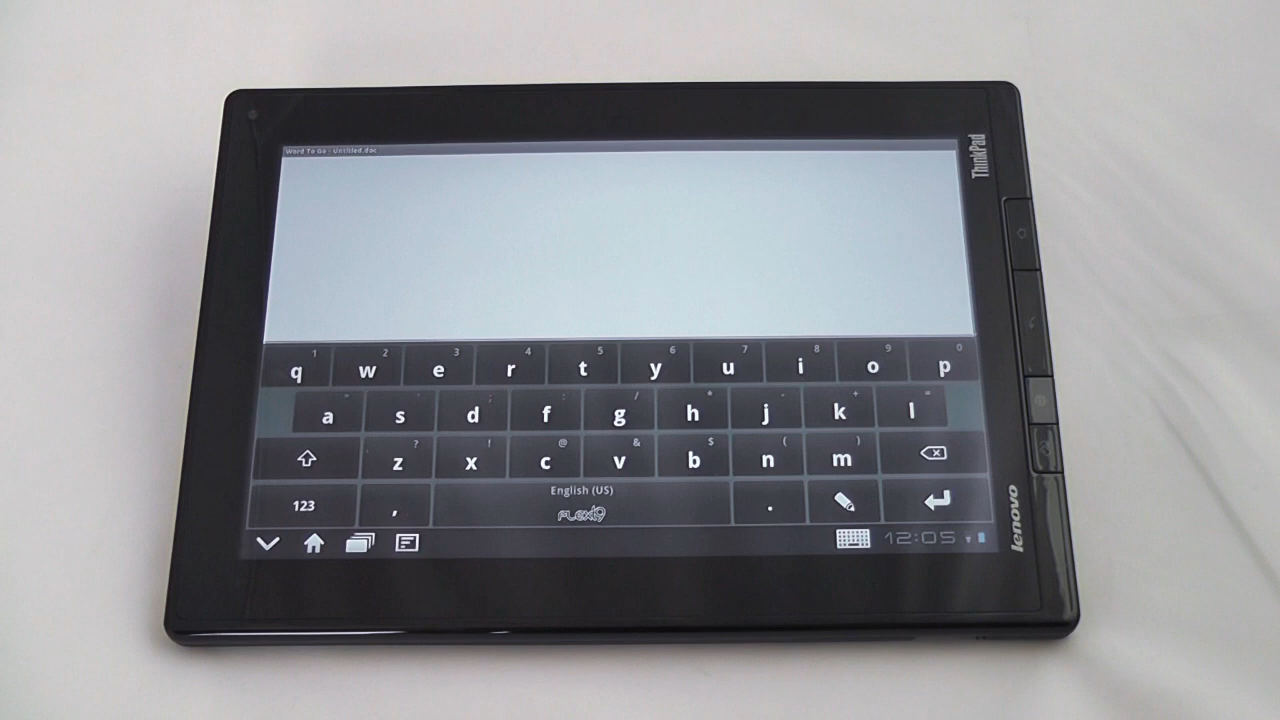 Word To Go - Untitled.doc
ThinkPad
1 2 3 4 5 6 7 8 9 0
q w e r t y u i o p
- ' ; : / * - + =
a s d f g h j k l
? ! @ & $ ( )
z x c v b n m
English (US)
123 , FLEXT9 .
12:05
lenovo